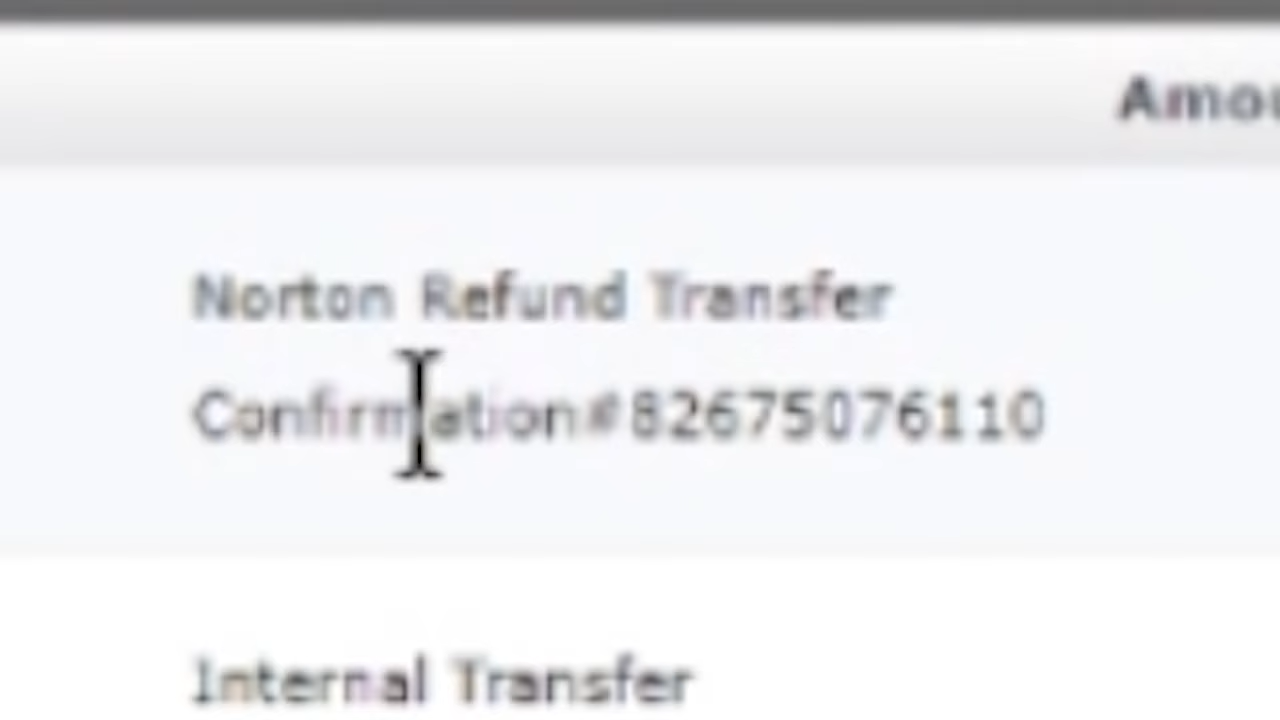 Norton Refund Transfer
Confirmation#82675076110
Internal Transfer